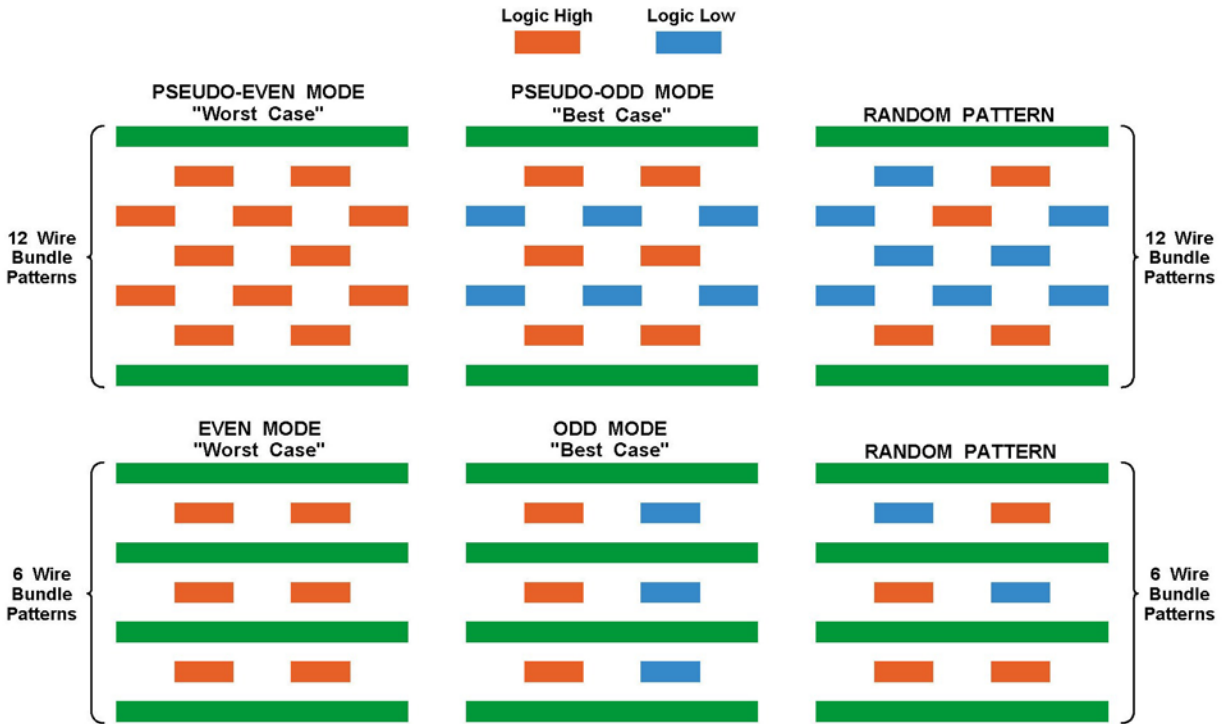 Logic High
Logic Low
PSEUDO-EVEN MODE
"Worst Case"
PSEUDO-ODD MODE
"Best Case"
RANDOM PATTERN
12 Wire
Bundle
Patterns
12 Wire
Bundle
Patterns
EVEN MODE
"Worst Case"
ODD MODE
"Best Case"
RANDOM PATTERN
6 Wire
Bundle
Patterns
6 Wire
Bundle
Patterns